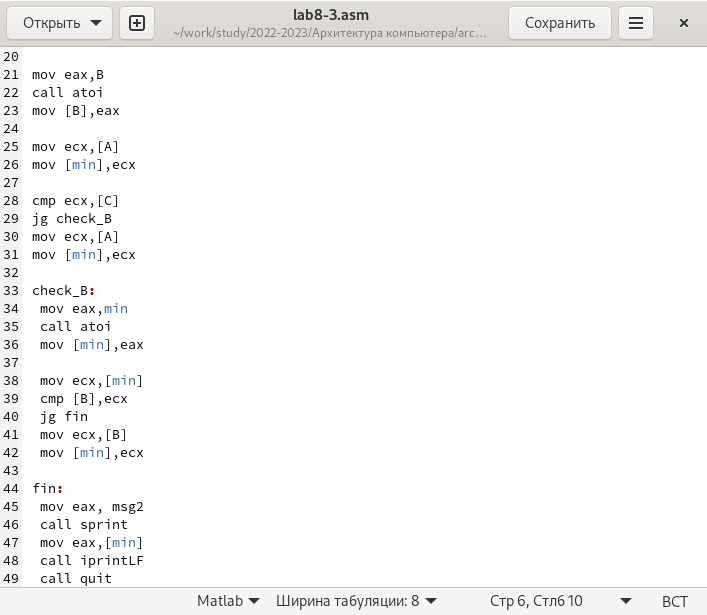 Открыть
lab8-3.asm
~/work/study/2022-2023/Архитектура компьютера/arc...
Сохранить
20
21 mov eax,B
22 call atoi
23 mov [B],eax
24
25 mov ecx,[A]
26 mov [min],ecx
27
28 cmp ecx,[C]
29 jg check_B
30 mov ecx,[A]
31 mov [min],ecx
32
33 check_B:
34  mov eax,min
35  call atoi
36  mov [min],eax
37
38  mov ecx,[min]
39  cmp [B],ecx
40  jg fin
41  mov ecx,[B]
42  mov [min],ecx
43
44 fin:
45  mov eax, msg2
46  call sprint
47  mov eax,[min]
48  call iprintLF
49  call quit
Matlab Ширина табуляции: 8 Стр 6, Стлб 10 ВСТ